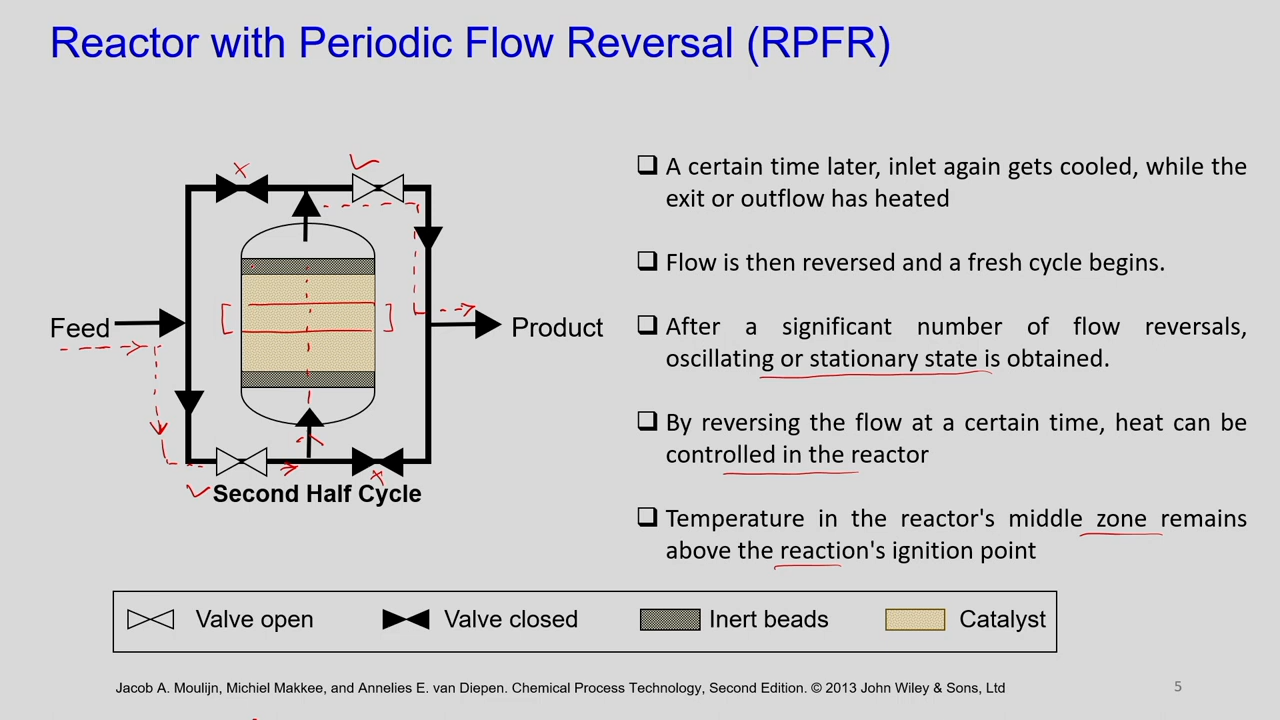 Reactor with Periodic Flow Reversal (RPFR)
Feed
Product
Second Half Cycle
A certain time later, inlet again gets cooled, while the
exit or outflow has heated
Flow is then reversed and a fresh cycle begins.
After a significant number of flow reversals,
oscillating or stationary state is obtained.
By reversing the flow at a certain time, heat can be
controlled in the reactor
Temperature in the reactor's middle zone remains
above the reaction's ignition point
Valve open
Valve closed
Inert beads
Catalyst
Jacob A. Moulijn, Michiel Makkee, and Annelies E. van Diepen. Chemical Process Technology, Second Edition. © 2013 John Wiley & Sons, Ltd
5